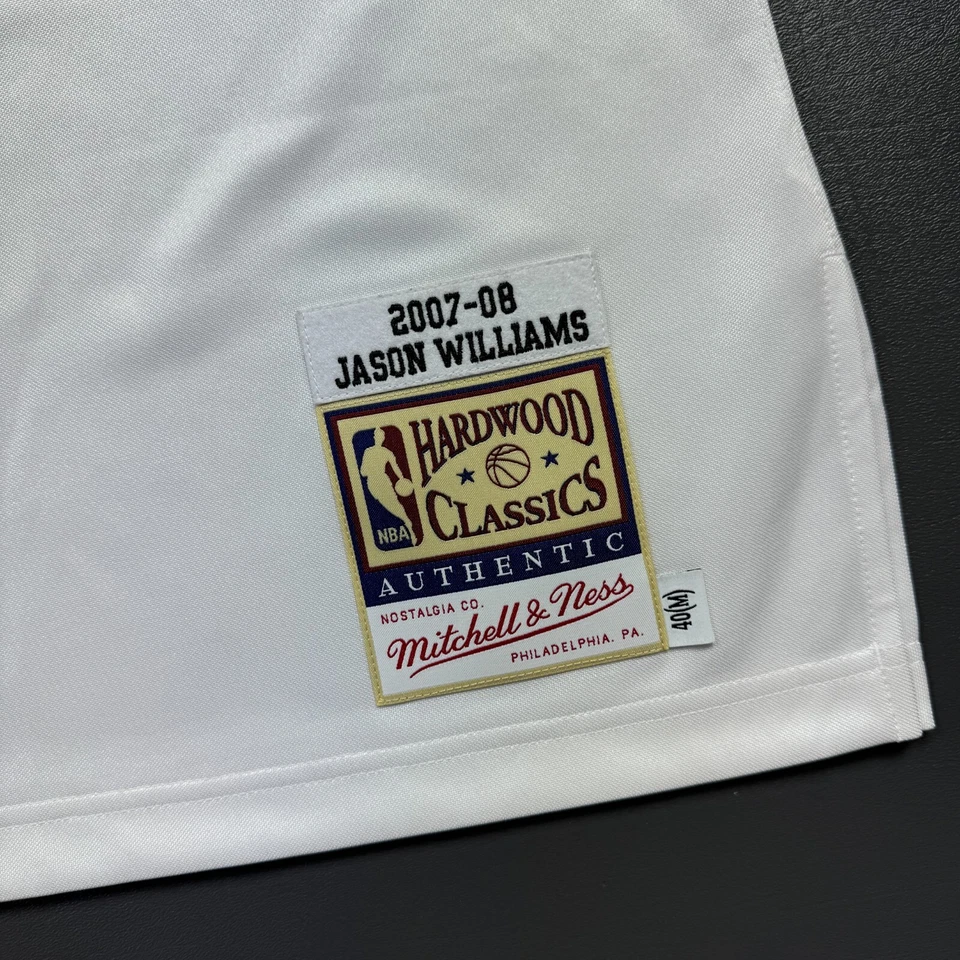 2007-08
JASON WILLIAMS
HARDWOOD
CLASSICS
NBA
AUTHENTIC
NOSTALGIA CO.
Mitchell & Ness
PHILADELPHIA. PA.
40(M)